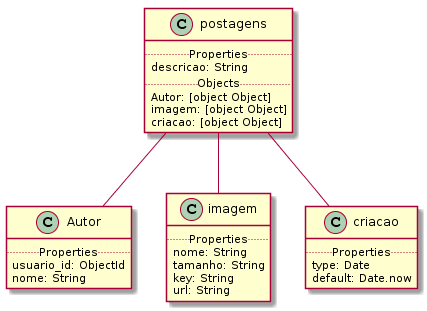 C postagens
Properties
descricao: String
Objects
Autor: [object Object]
imagem: [object Object]
criacao: [object Object]
C Autor
Properties
usuario_id: ObjectId
nome: String
C imagem
Properties
nome: String
tamanho: String
key: String
url: String
C criacao
Properties
type: Date
default: Date.now